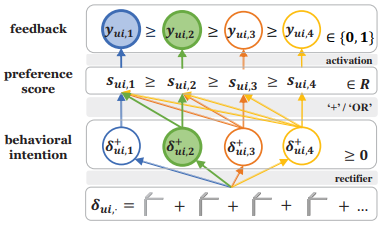 feedback y_{ui,1} ≥ y_{ui,2} ≥ y_{ui,3} ≥ y_{ui,4} ∈ {0, 1}
activation
preference score s_{ui,1} ≥ s_{ui,2} ≥ s_{ui,3} ≥ s_{ui,4} ∈ R
'+' / 'OR'
behavioral intention δ^+_{ui,1} δ^+_{ui,2} δ^+_{ui,3} δ^+_{ui,4} ≥ 0
rectifier
δ_{ui,·} = + + + + ...